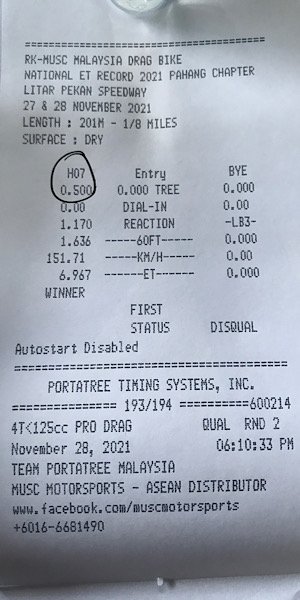 ================================================
RK-MUSC MALAYSIA DRAG BIKE
NATIONAL ET RECORD 2021 PAHANG CHAPTER
LITAR PEKAN SPEEDWAY
27 & 28 NOVEMBER 2021
LENGTH : 201M - 1/8 MILES
SURFACE : DRY
H07 Entry BYE
0.500 0.000 TREE 0.000
0.00 DIAL-IN 0.00
1.170 REACTION -LB3-
1.636 ------60FT------ 0.000
151.71 -----KM/H----- 0.00
6.967 ------ET------ 0.000
WINNER
FIRST
STATUS DISQUAL
Autostart Disabled
================================================
PORTATREE TIMING SYSTEMS, INC.
=============== 193/194 ==========600214
4T<125cc PRO DRAG QUAL RND 2
November 28, 2021 06:10:33 PM
TEAM PORTATREE MALAYSIA
MUSC MOTORSPORTS - ASEAN DISTRIBUTOR
www.facebook.com/muscmotorsports
+6016-6681490